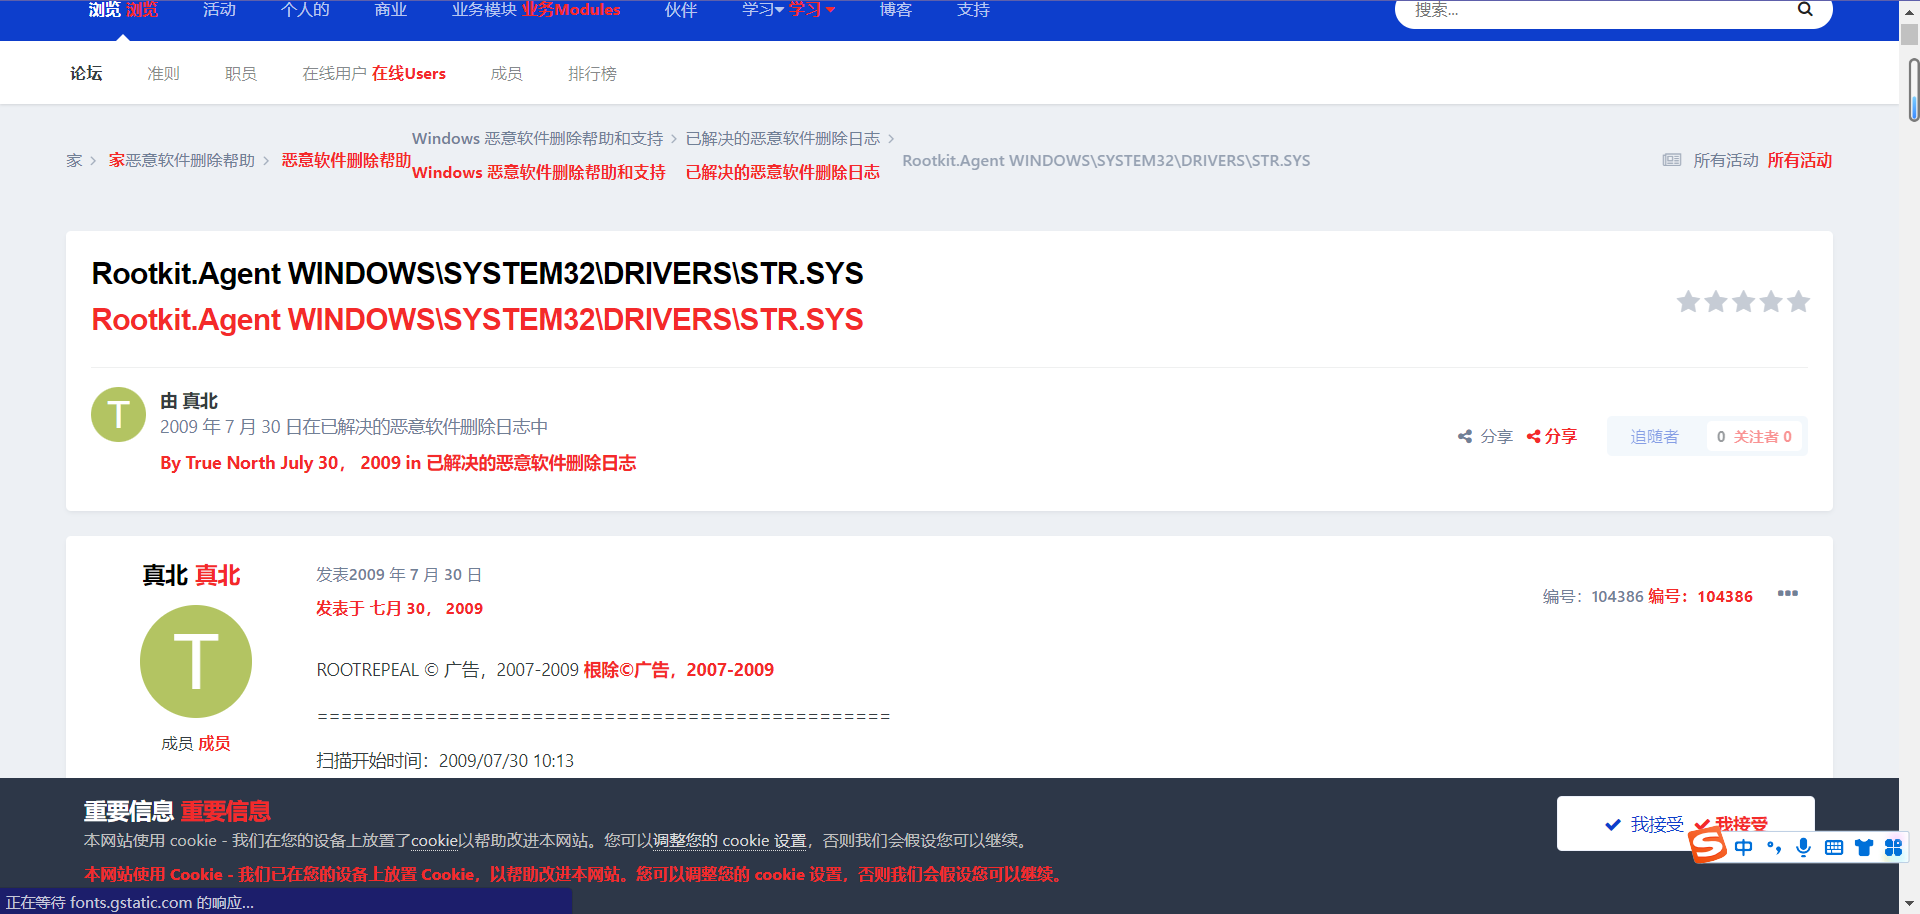 浏览 浏览 活动 个人的 商业 业务模块 业务Modules 伙伴 学习 学习 博客 支持 搜索...
论坛 准则 职员 在线用户 在线Users 成员 排行榜
Windows 恶意软件删除帮助和支持 > 已解决的恶意软件删除日志 >
家 > 家恶意软件删除帮助 > 恶意软件删除帮助 Rootkit.Agent WINDOWS\SYSTEM32\DRIVERS\STR.SYS 所有活动 所有活动
Windows 恶意软件删除帮助和支持 已解决的恶意软件删除日志
Rootkit.Agent WINDOWS\SYSTEM32\DRIVERS\STR.SYS
Rootkit.Agent WINDOWS\SYSTEM32\DRIVERS\STR.SYS
T
由 真北
2009 年 7 月 30 日在已解决的恶意软件删除日志中
分享 分享 追随者 0 关注者 0
By True North July 30， 2009 in 已解决的恶意软件删除日志
真北 真北
发表2009 年 7 月 30 日
发表于 七月 30， 2009
编号：104386 编号：104386
T
成员 成员
ROOTREPEAL © 广告，2007-2009 根除©广告，2007-2009
================================================
扫描开始时间：2009/07/30 10:13
重要信息 重要信息
本网站使用 cookie - 我们在您的设备上放置了cookie以帮助改进本网站。您可以调整您的 cookie 设置，否则我们会假设您可以继续。
本网站使用 Cookie - 我们已在您的设备上放置 Cookie，以帮助改进本网站。您可以调整您的 cookie 设置，否则我们会假设您可以继续。
我接受 我接受
S 中
正在等待 fonts.gstatic.com 的响应...